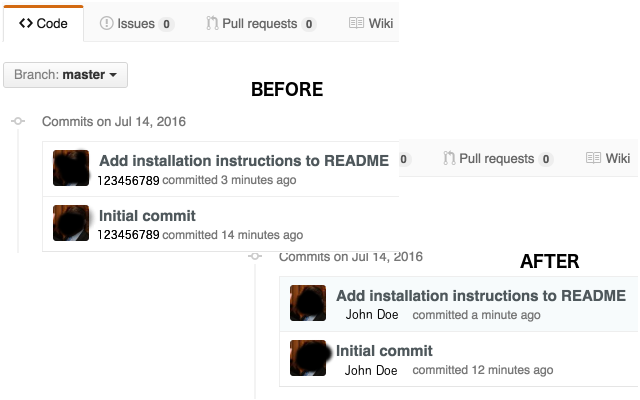 Code Issues 0 Pull requests 0 Wiki
Branch: master
BEFORE
Commits on Jul 14, 2016
Add installation instructions to README
123456789 committed 3 minutes ago
Initial commit
123456789 committed 14 minutes ago
0 Pull requests 0 Wiki
Commits on Jul 14, 2016
AFTER
Add installation instructions to README
John Doe committed a minute ago
Initial commit
John Doe committed 12 minutes ago